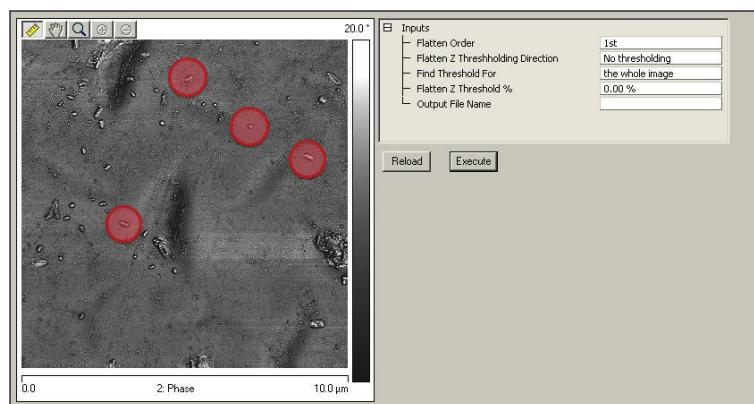 20.0 °
0.0 2: Phase 10.0 µm
Inputs
Flatten Order 1st
Flatten Z Threshholding Direction No thresholding
Find Threshold For the whole image
Flatten Z Threshold % 0.00 %
Output File Name
Reload Execute